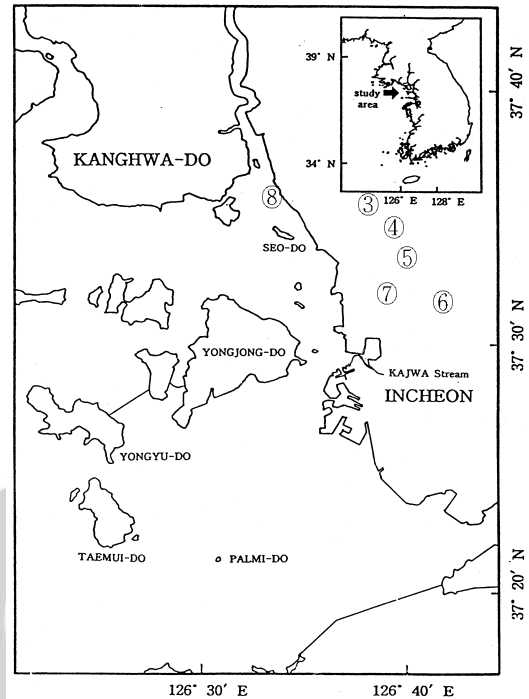 39° N
study
area
34° N
126° E
128° E
37° 40′ N
KANGHWA-DO
⑧
③
④
SEO-DO
⑤
⑦
⑥
37° 30′ N
YONGJONG-DO
KAJWA Stream
INCHEON
YONGYU-DO
TAEMUI-DO
PALMI-DO
37° 20′ N
126° 30′ E
126° 40′ E